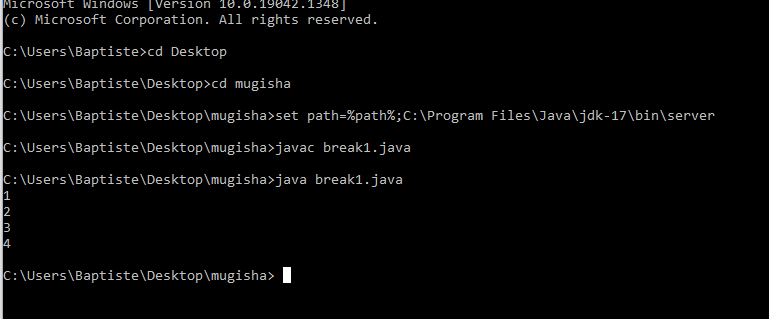 Microsoft Windows [Version 10.0.19042.1348]
(c) Microsoft Corporation. All rights reserved.
C:\Users\Baptiste>cd Desktop
C:\Users\Baptiste\Desktop>cd mugisha
C:\Users\Baptiste\Desktop\mugisha>set path=%path%;C:\Program Files\Java\jdk-17\bin\server
C:\Users\Baptiste\Desktop\mugisha>javac break1.java
C:\Users\Baptiste\Desktop\mugisha>java break1.java
1
2
3
4
C:\Users\Baptiste\Desktop\mugisha>